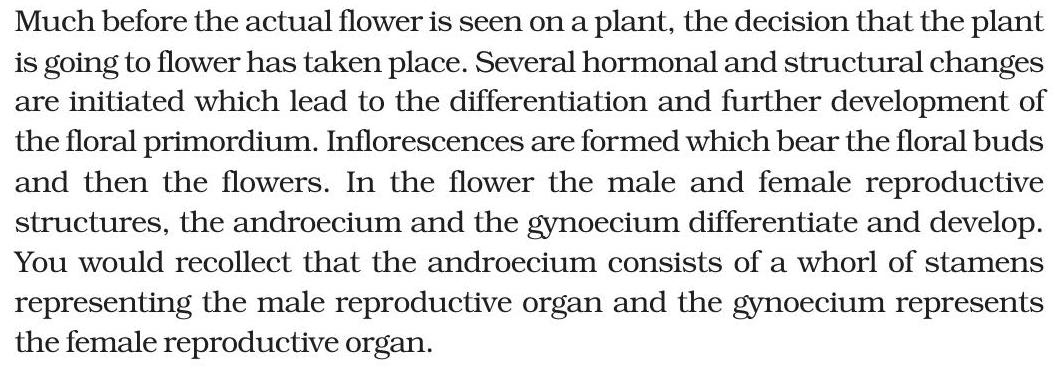 Much before the actual flower is seen on a plant, the decision that the plant
is going to flower has taken place. Several hormonal and structural changes
are initiated which lead to the differentiation and further development of
the floral primordium. Inflorescences are formed which bear the floral buds
and then the flowers. In the flower the male and female reproductive
structures, the androecium and the gynoecium differentiate and develop.
You would recollect that the androecium consists of a whorl of stamens
representing the male reproductive organ and the gynoecium represents
the female reproductive organ.